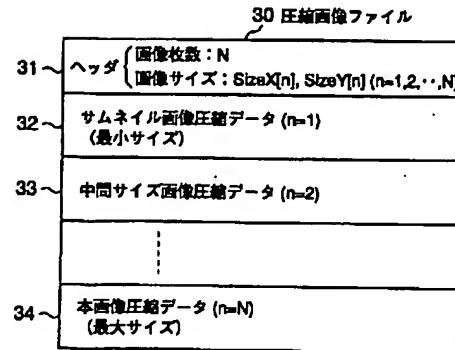 30 圧縮画像ファイル
31
ヘッダ
画像枚数：N
画像サイズ：SizeX[n], SizeY[n] (n=1,2,･･,N)
32
サムネイル画像圧縮データ (n=1)
(最小サイズ)
33
中間サイズ画像圧縮データ (n=2)
34
本画像圧縮データ (n=N)
(最大サイズ)